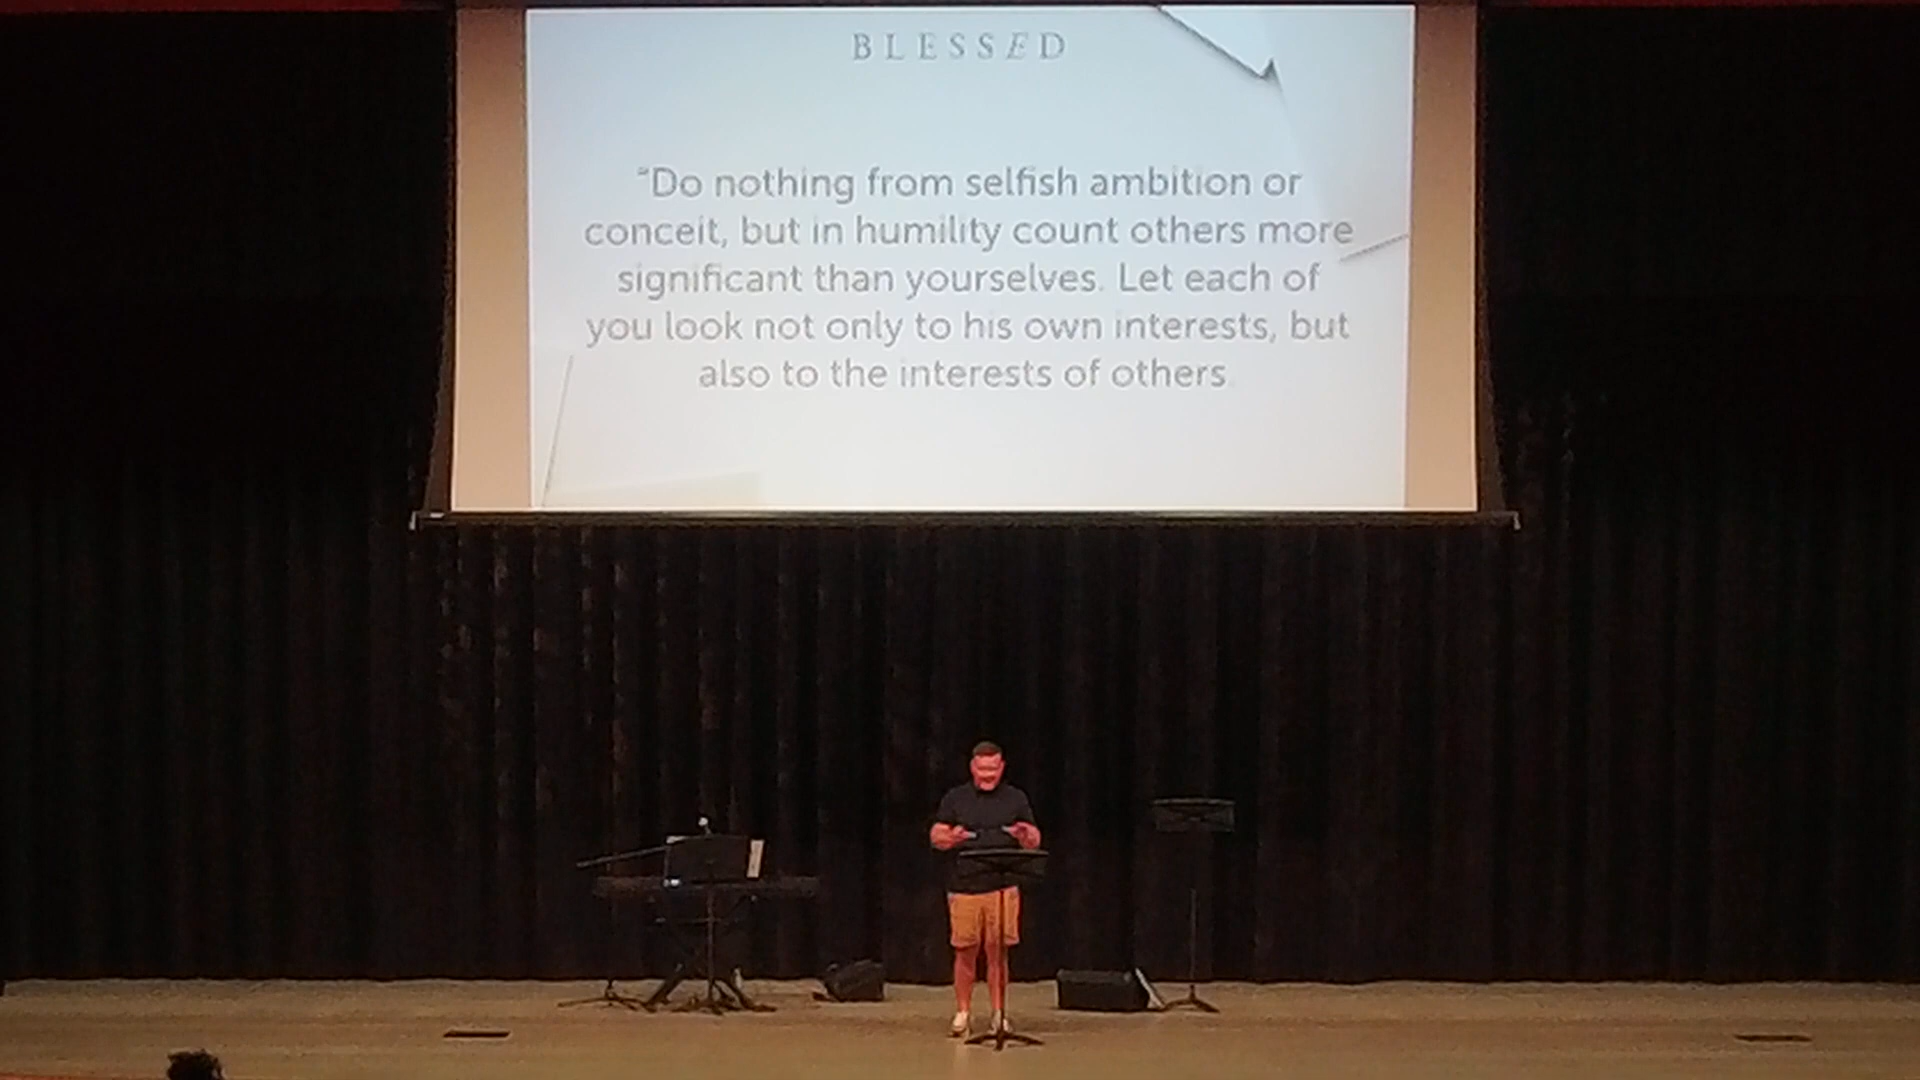 BLESSED
"Do nothing from selfish ambition or
conceit, but in humility count others more
significant than yourselves. Let each of
you look not only to his own interests, but
also to the interests of others.